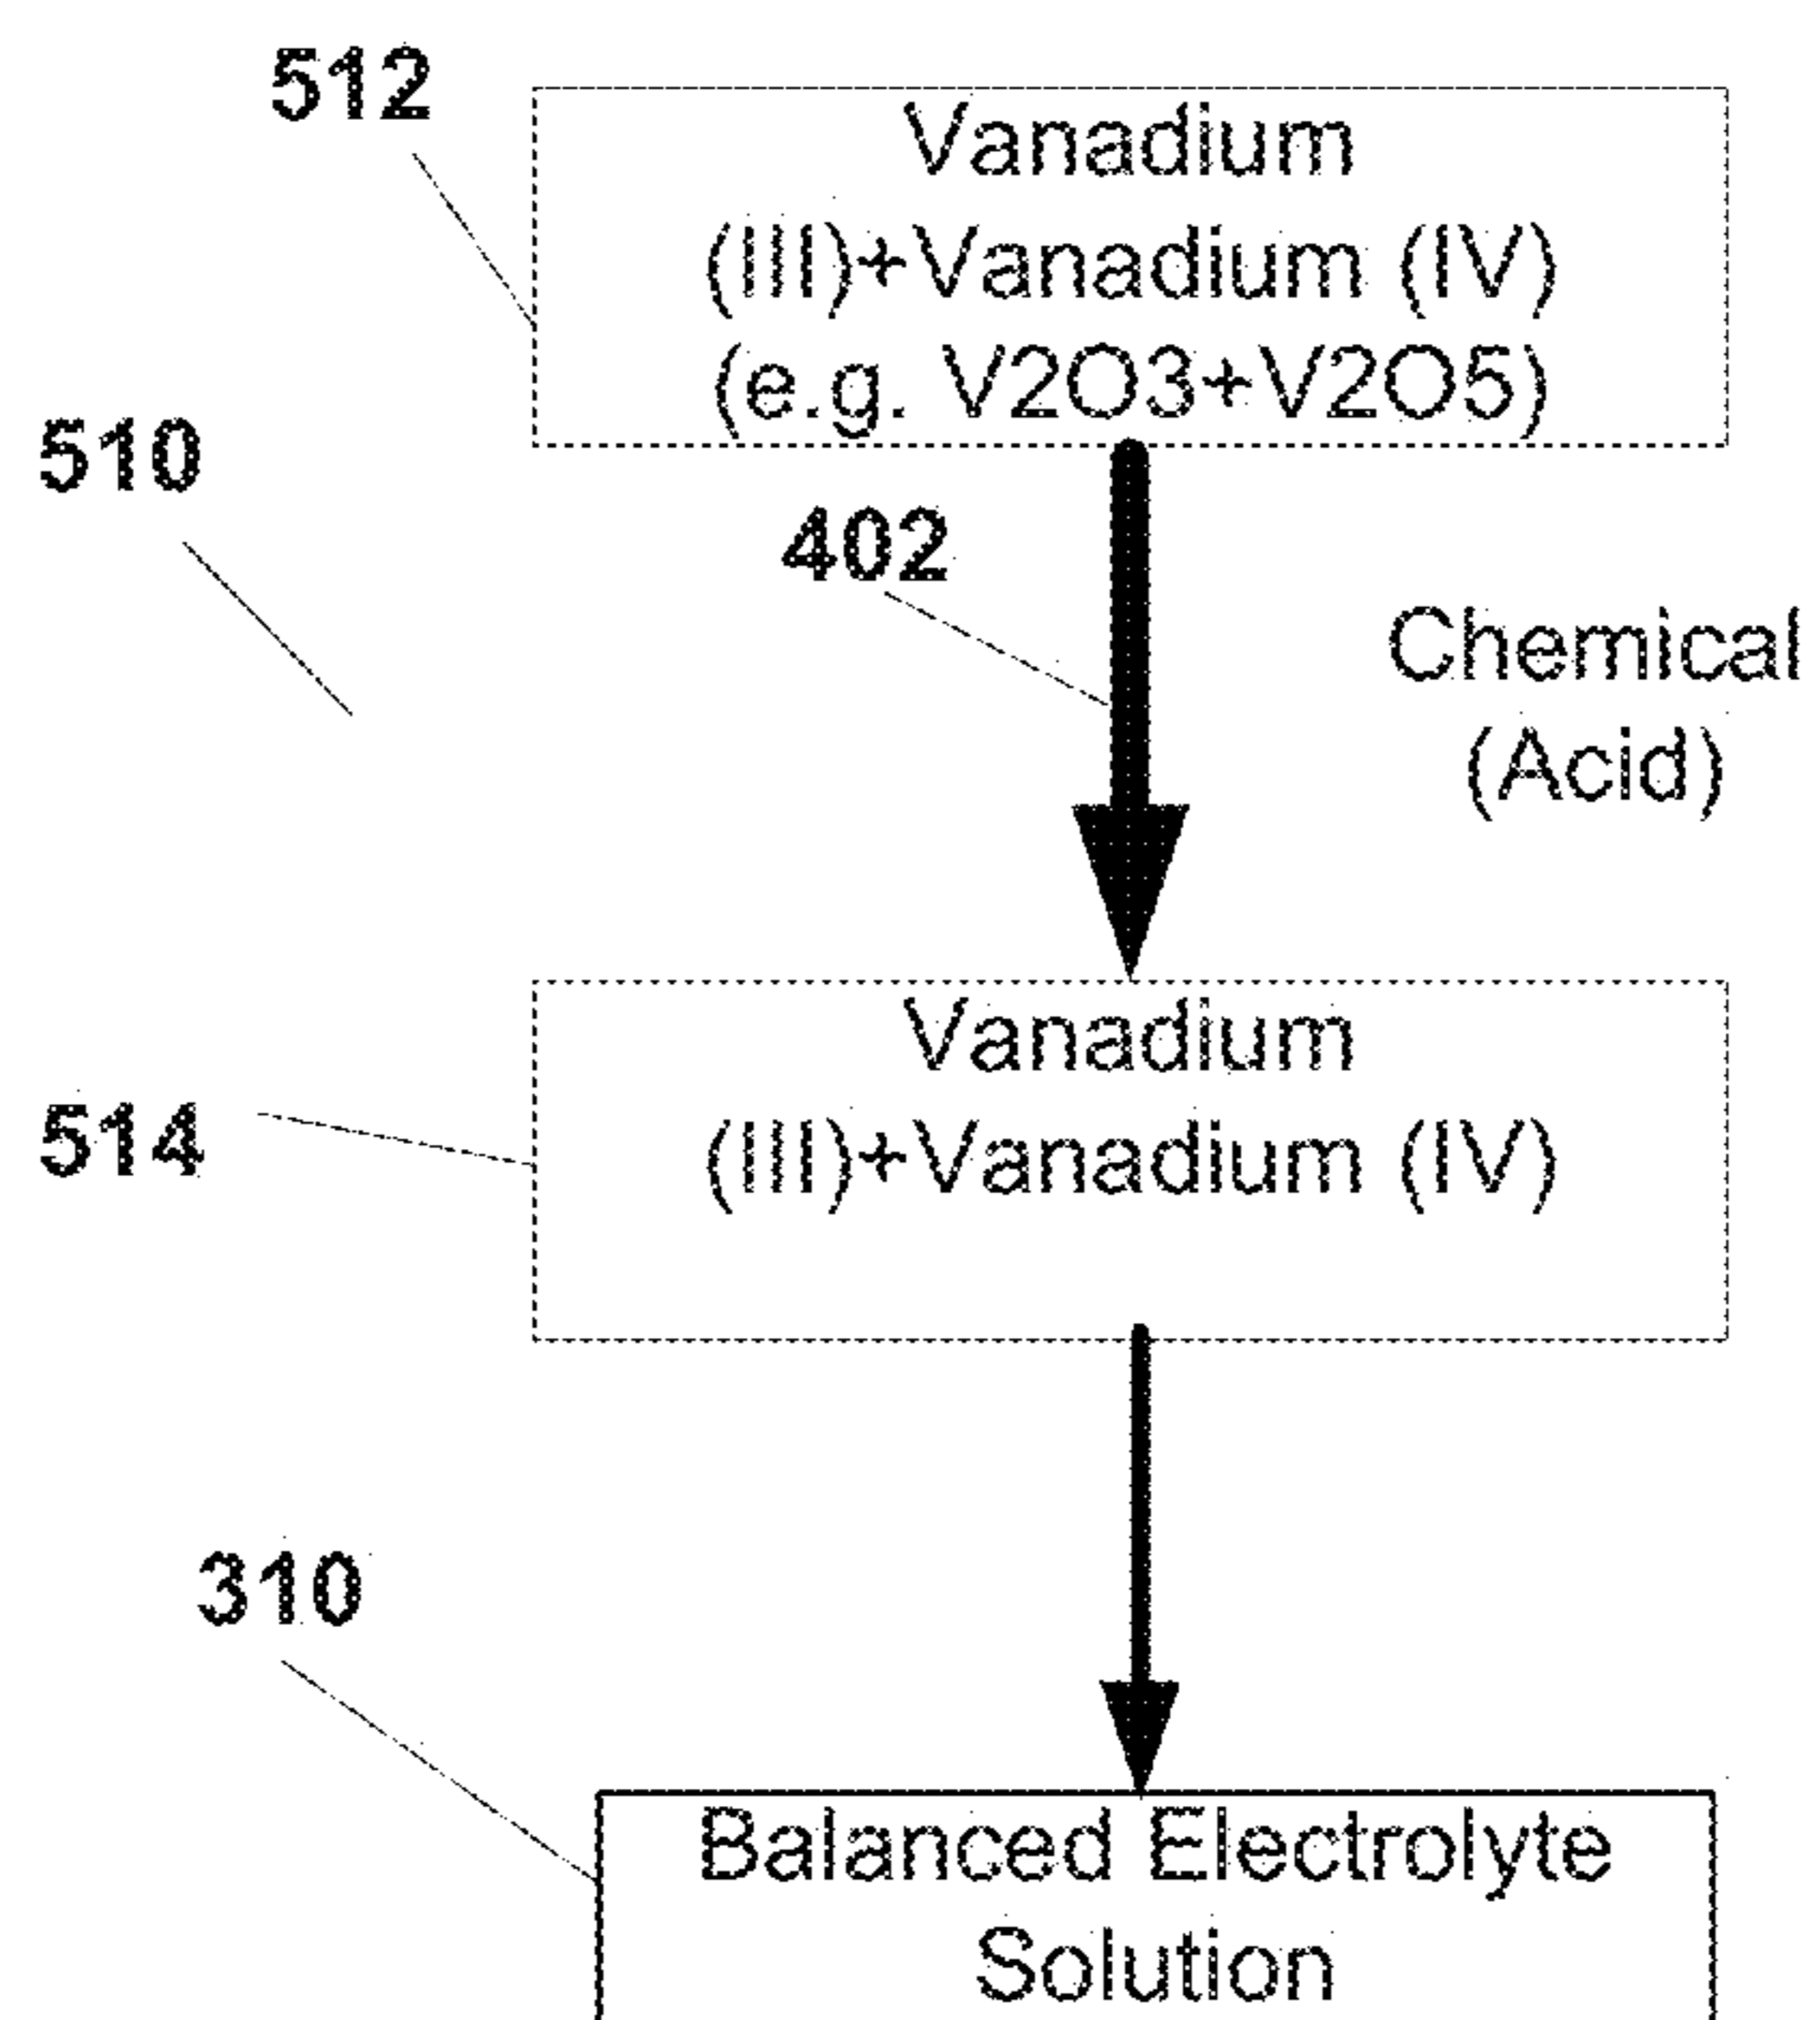 512
Vanadium
(III)+Vanadium (IV)
(e.g. V2O3+V2O5)
510
402
Chemical
(Acid)
Vanadium
(III)+Vanadium (IV)
514
310
Balanced Electrolyte
Solution